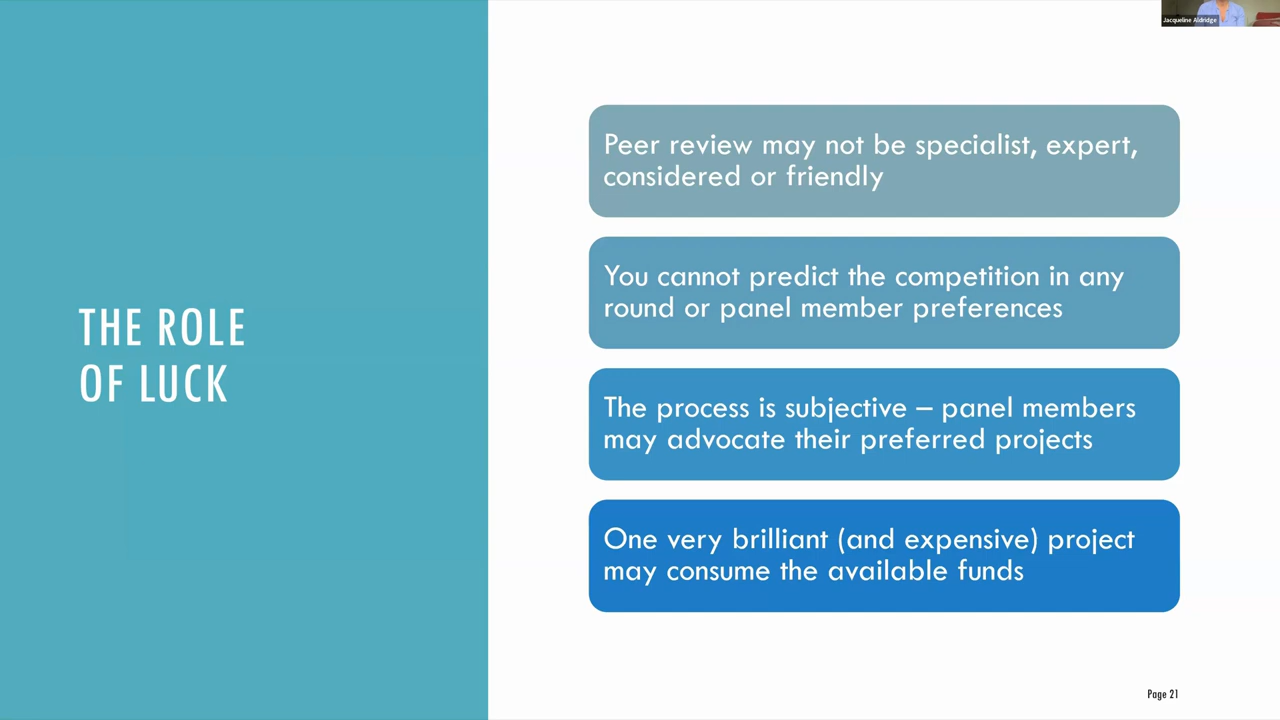 Jacqueline Aldridge
THE ROLE
OF LUCK
Peer review may not be specialist, expert,
considered or friendly
You cannot predict the competition in any
round or panel member preferences
The process is subjective – panel members
may advocate their preferred projects
One very brilliant (and expensive) project
may consume the available funds
Page 21